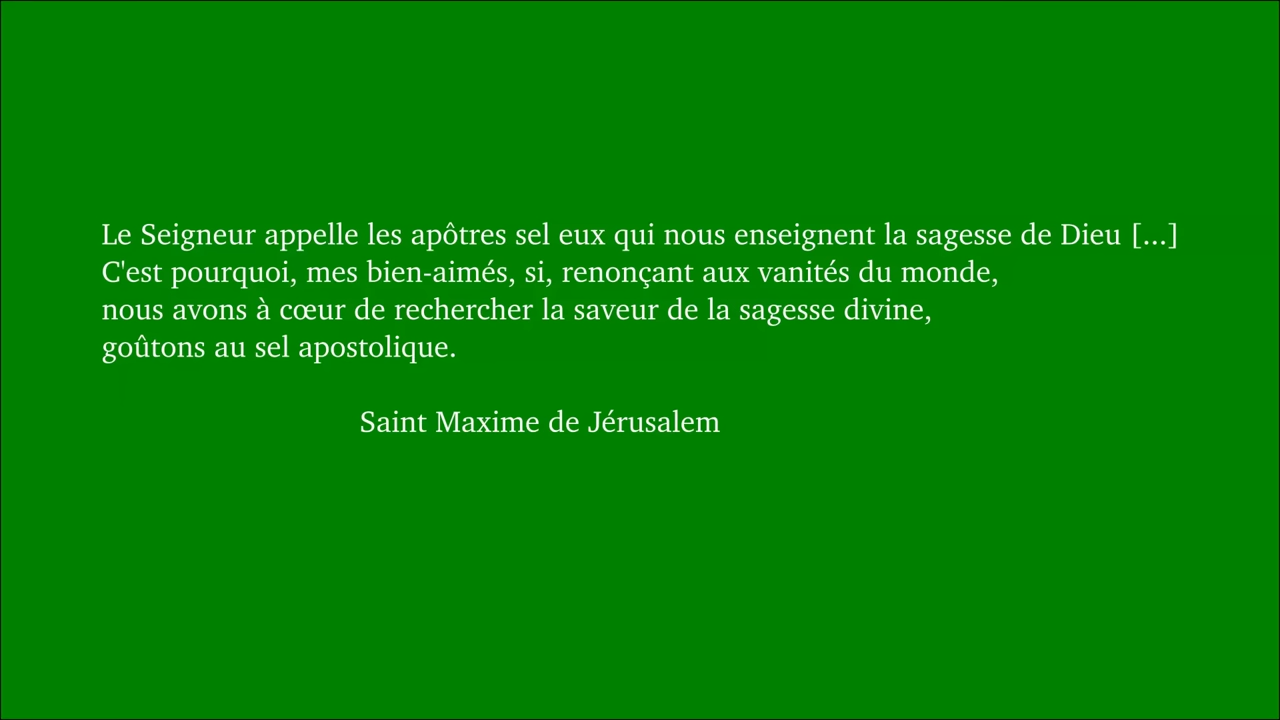 Le Seigneur appelle les apôtres sel eux qui nous enseignent la sagesse de Dieu [...]
C'est pourquoi, mes bien-aimés, si, renonçant aux vanités du monde,
nous avons à cœur de rechercher la saveur de la sagesse divine,
goûtons au sel apostolique.
Saint Maxime de Jérusalem